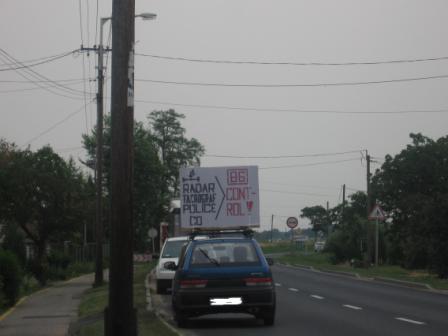 RADAR
TACHOGRAF
POLICE
CO
86
CONT-
ROL!